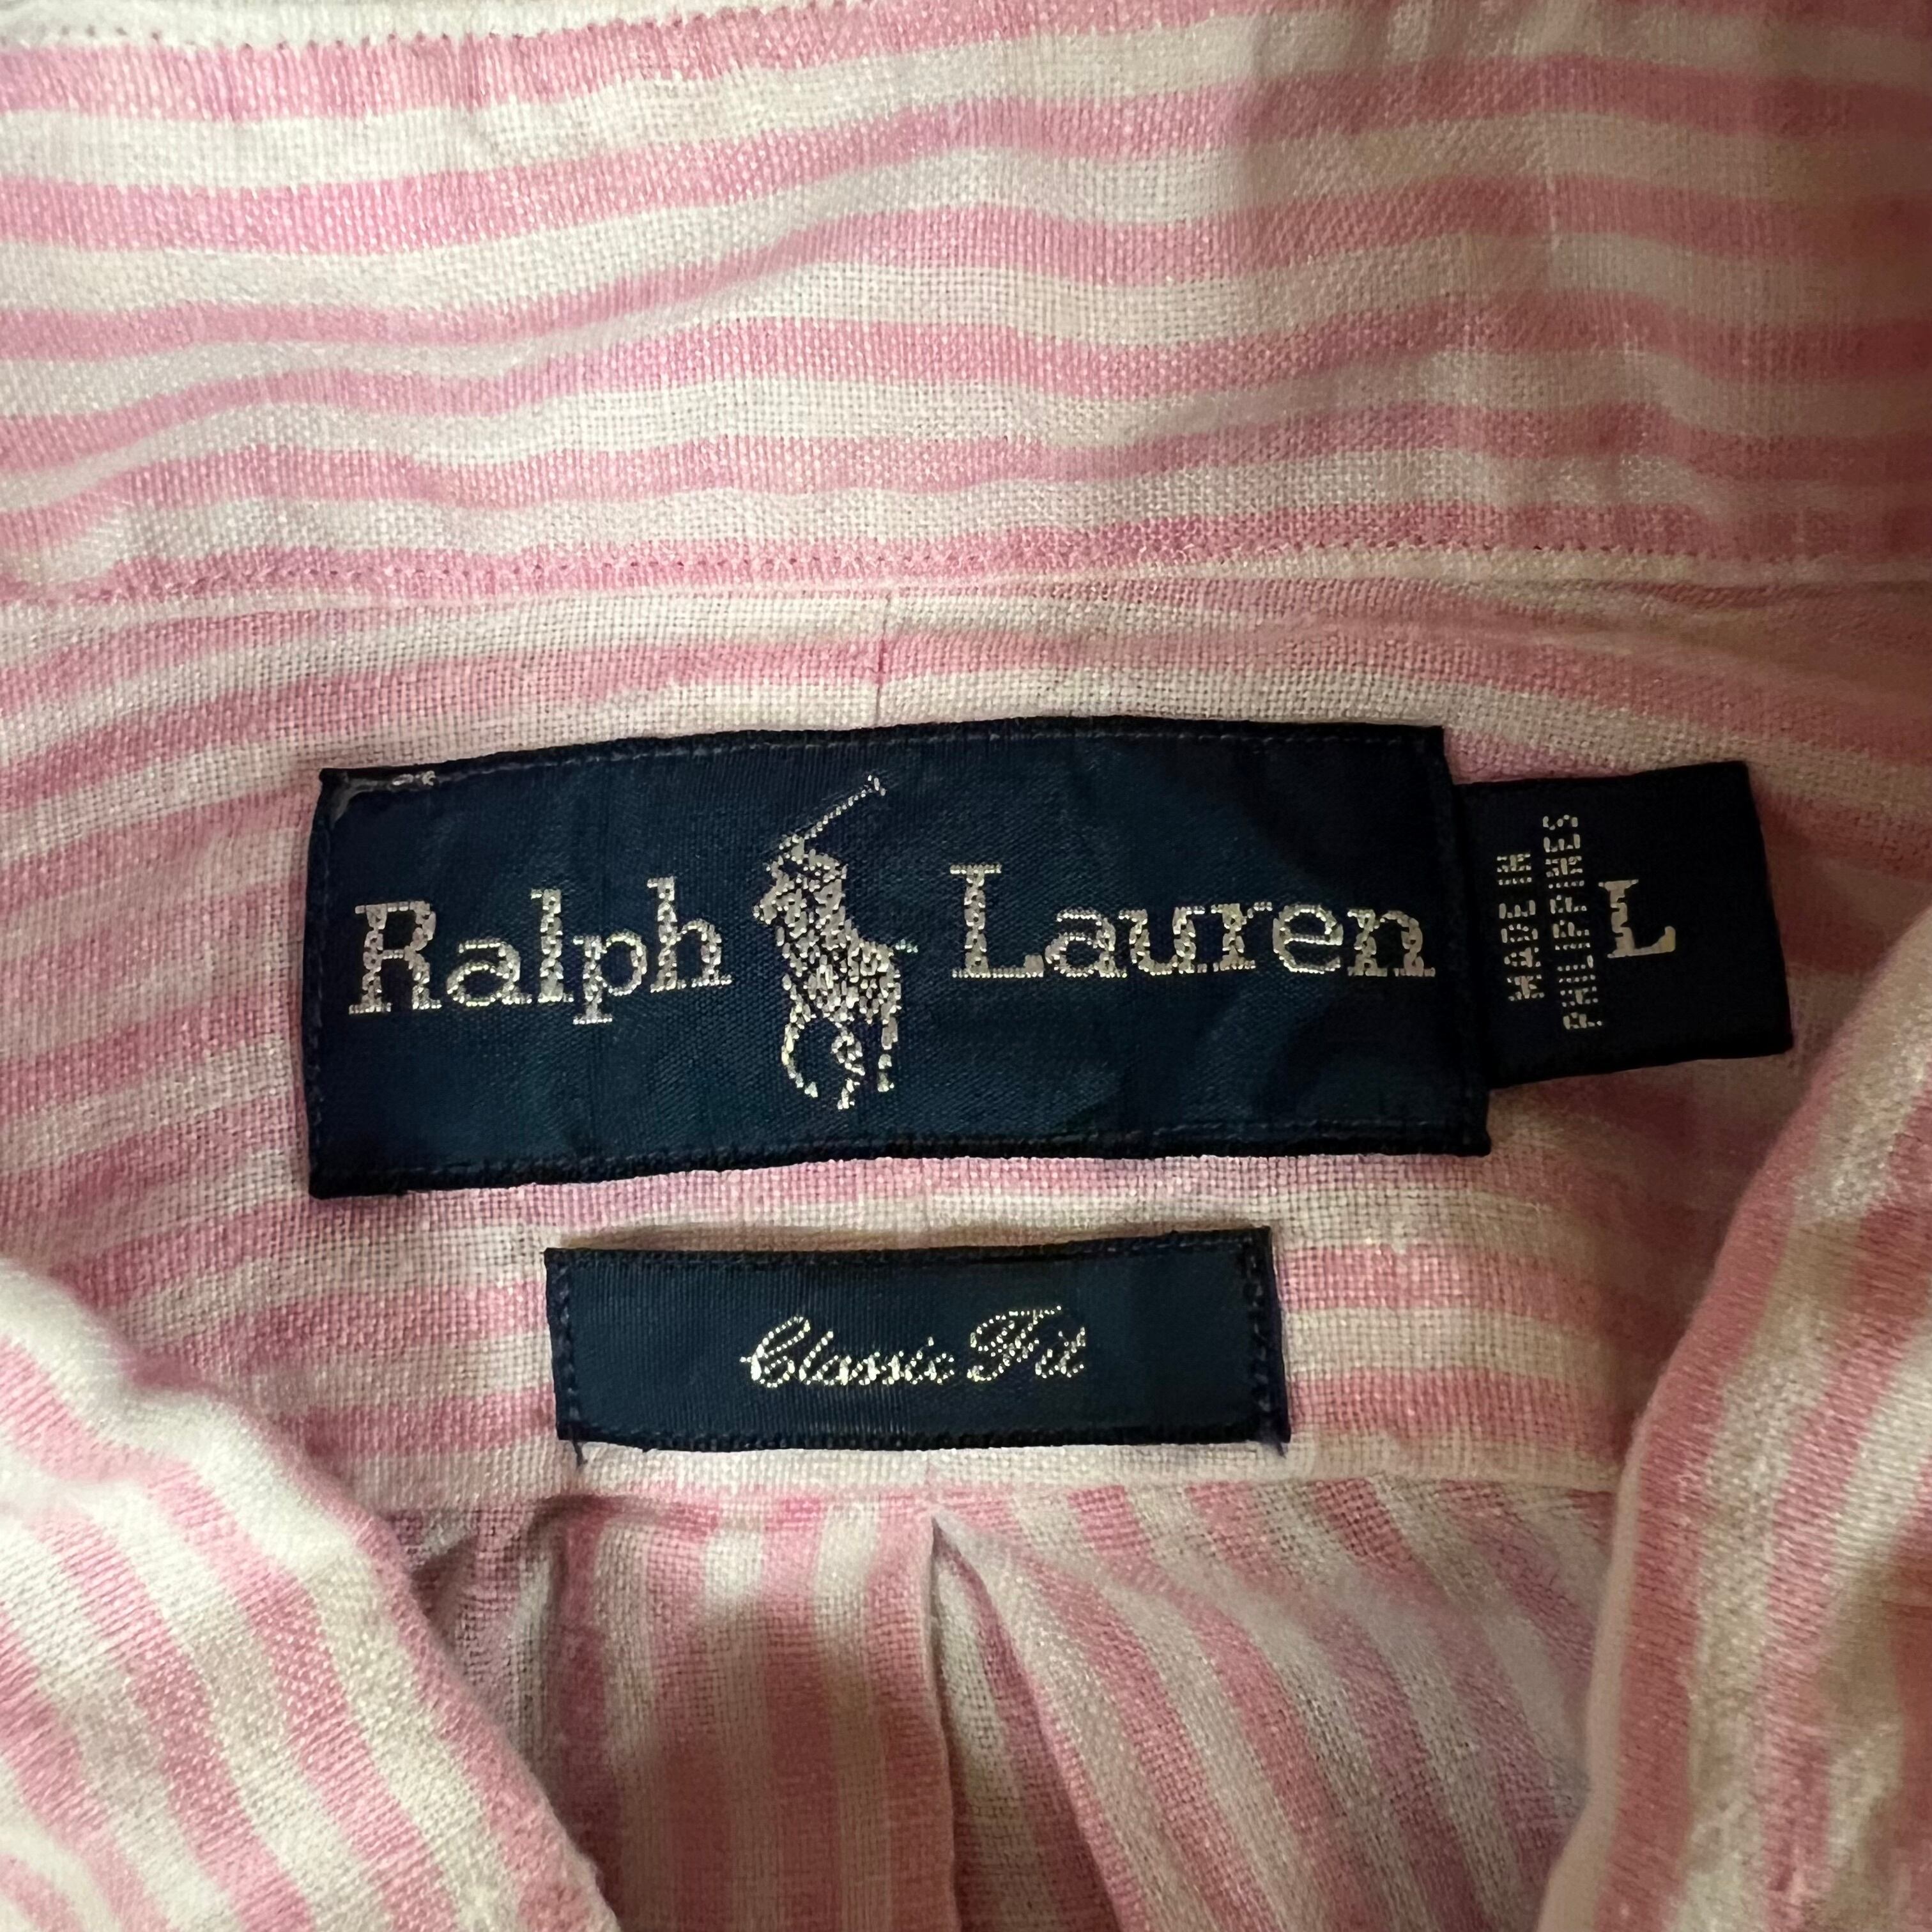 Ralph Lauren
MADE IN
PHILIPPINES
L
Classic Fit